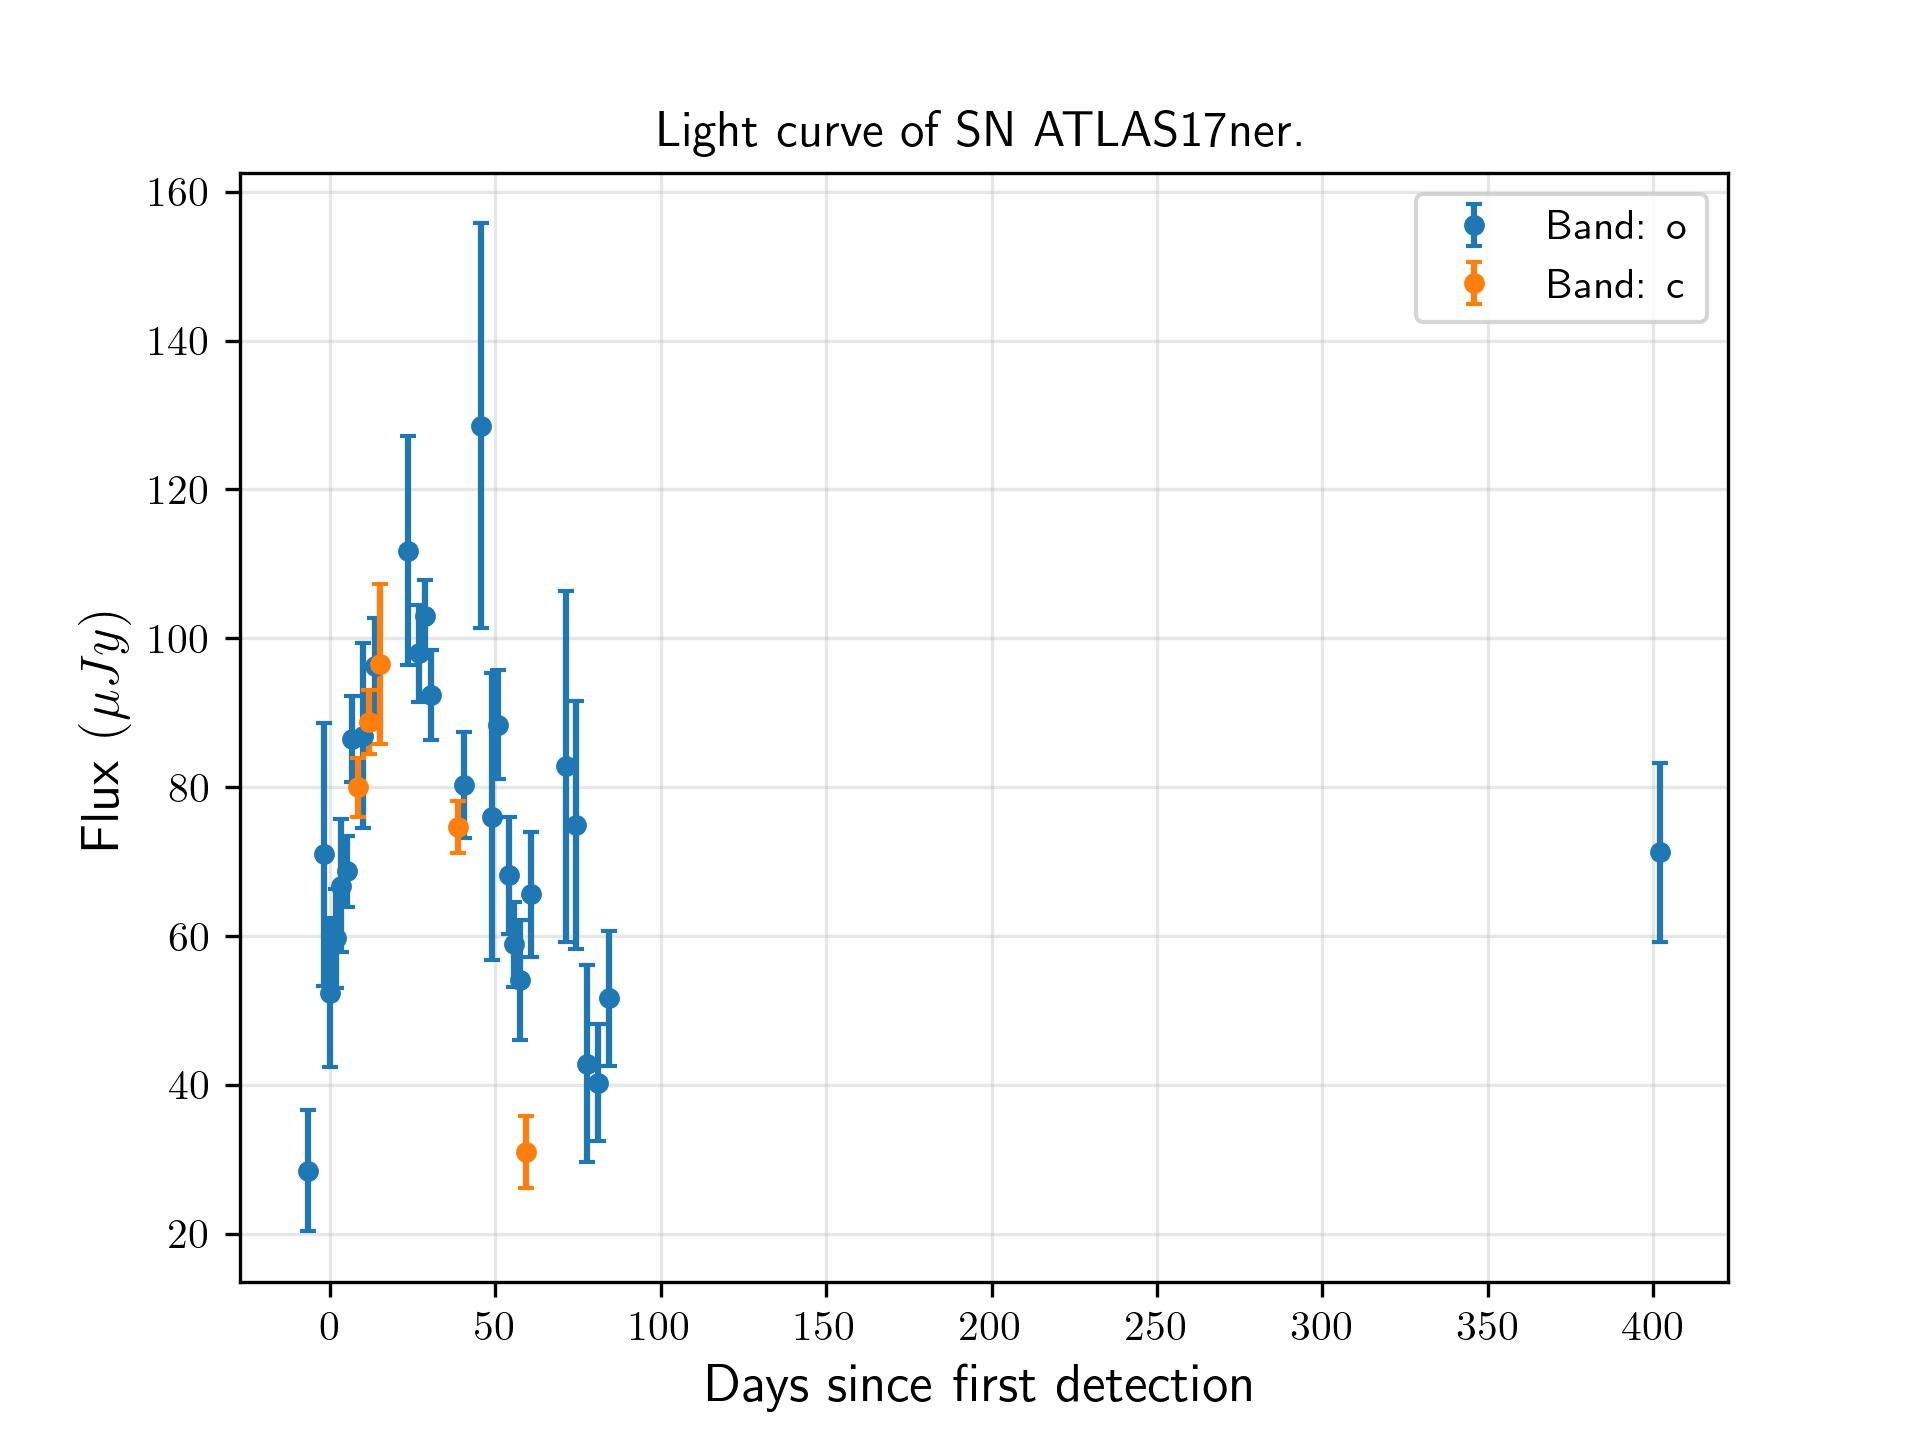 Light curve of SN ATLAS17ner.
160
140
120
100
80
60
40
20
Flux (μJy)
Band: o
Band: c
0 50 100 150 200 250 300 350 400
Days since first detection